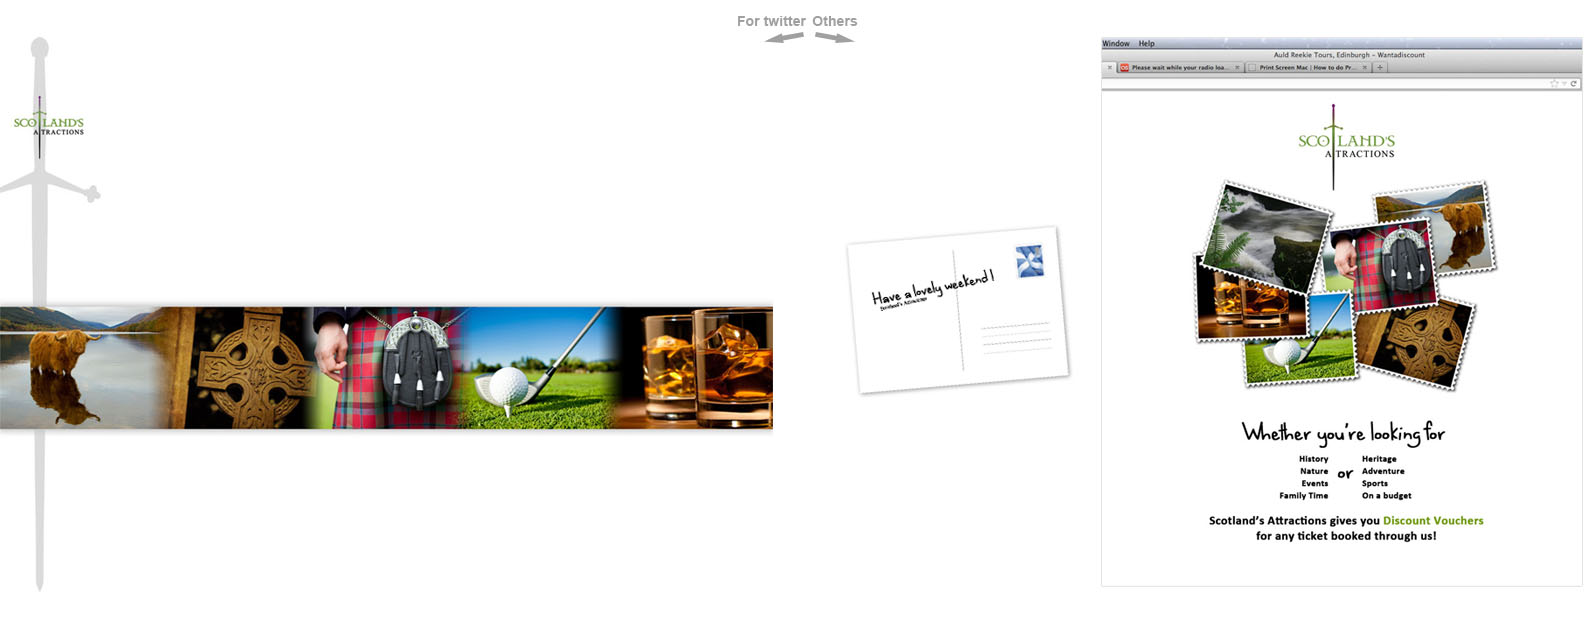 For twitter Others
SCOTLAND'S
ATTRACTIONS
Have a lovely weekend !
Scotland's Attractions
Window Help
Auld Reekie Tours, Edinburgh – Wantadiscount
Please wait while your radio loa...
Print Screen Mac | How to do Pr...
SCOTLAND'S
ATTRACTIONS
Whether you're looking for
History
Nature
Events
Family Time
or
Heritage
Adventure
Sports
On a budget
Scotland's Attractions gives you Discount Vouchers
for any ticket booked through us!